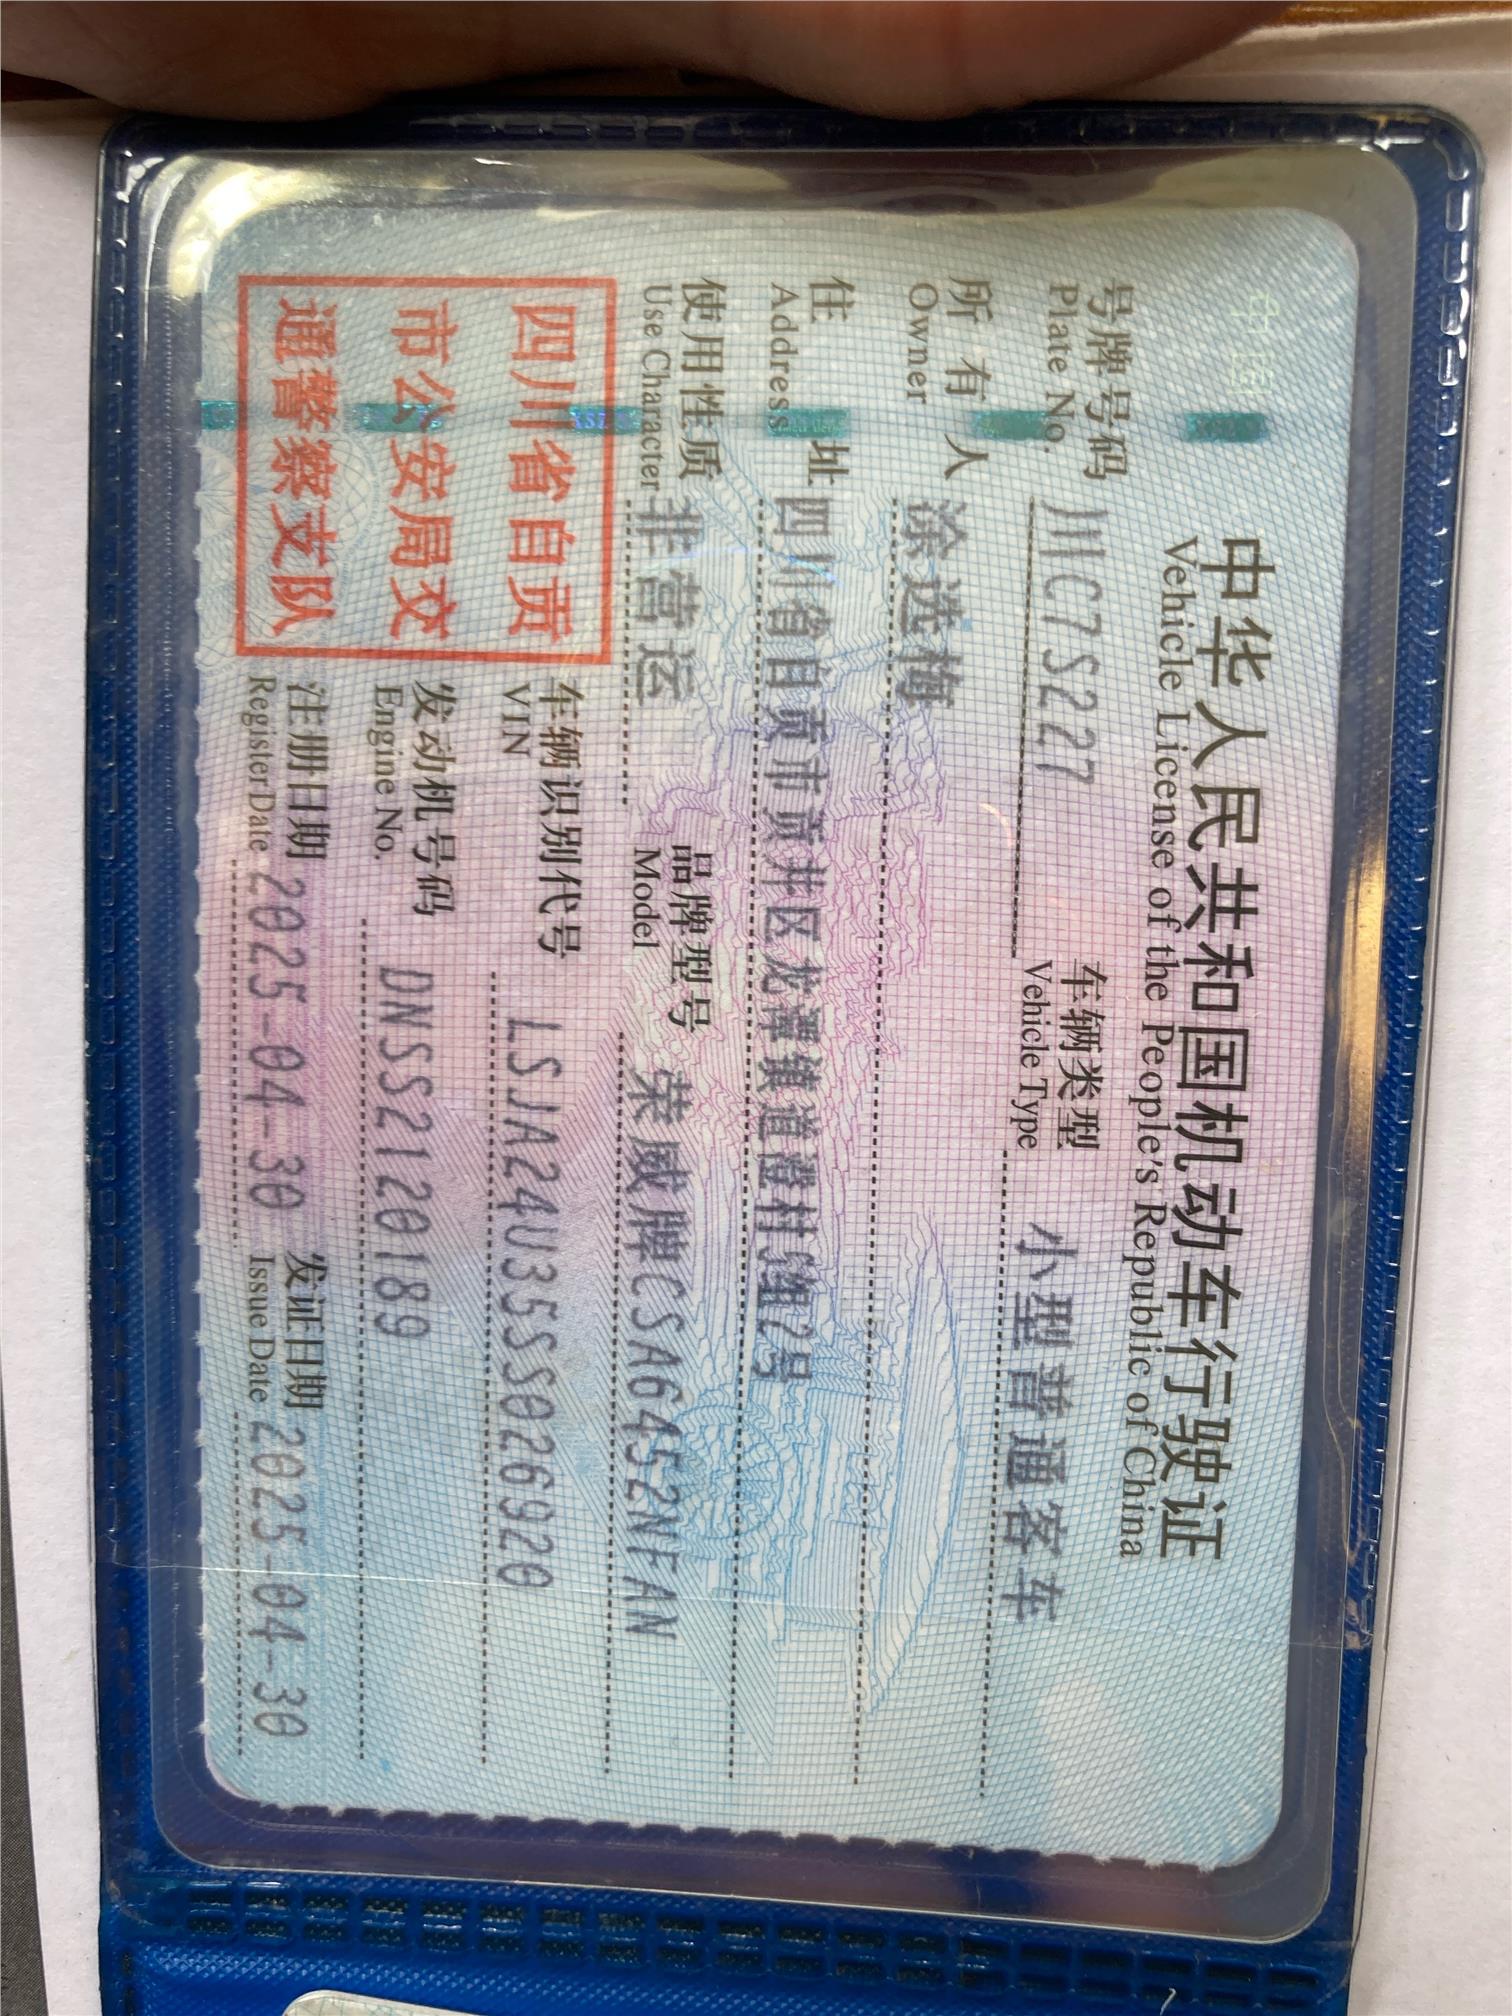 中华人民共和国机动车行驶证
Vehicle License of the People's Republic of China
号牌号码 川C7S227 车辆类型 小型普通客车
Plate No. Vehicle Type
所有人 徐选梅
Owner
住址 四川省自贡市贡井区龙潭镇道澄村3组2号
Address
使用性质 非营运 品牌型号 荣威牌CSA6452NFAN
Use Character Model
四川省自贡
市公安局交
通警察支队
车辆识别代号 LSJA24U35SS026920
VIN
发动机号码 DNSS2120189
Engine No.
注册日期 2025-04-30 发证日期 2025-04-30
Register Date Issue Date